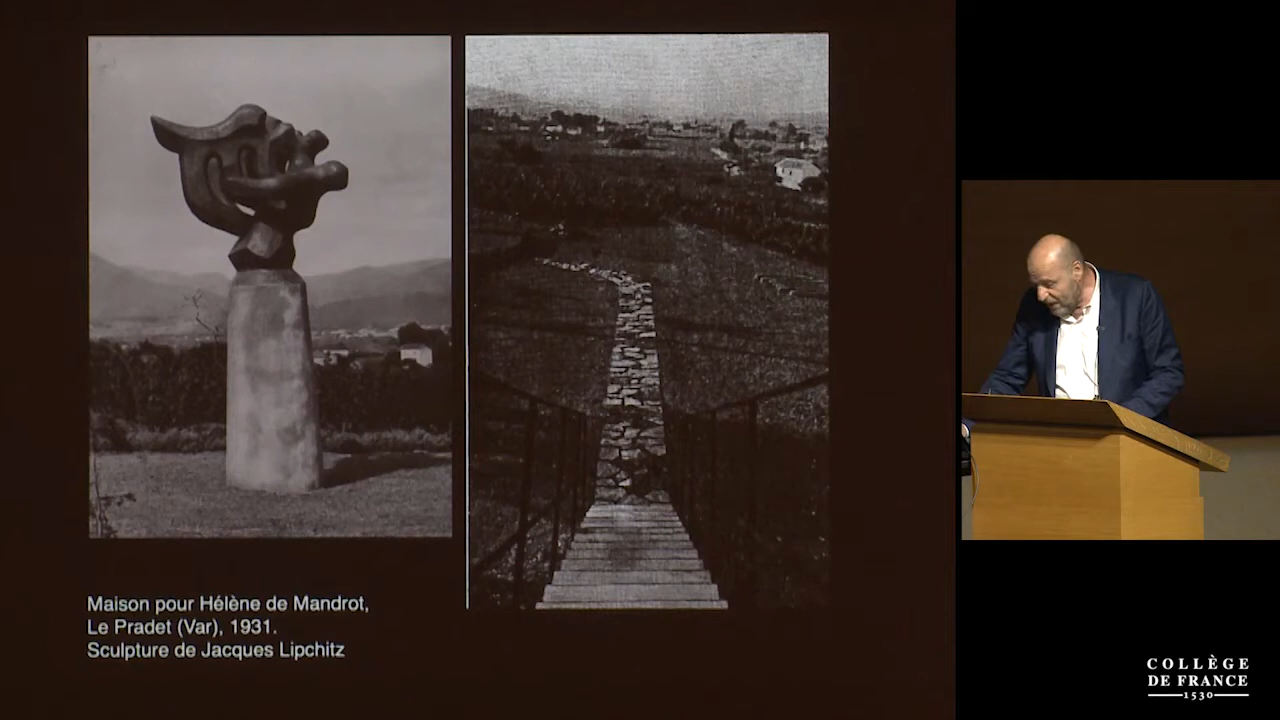 Maison pour Hélène de Mandrot,
Le Pradet (Var), 1931.
Sculpture de Jacques Lipchitz
COLLÈGE
DE FRANCE
1530